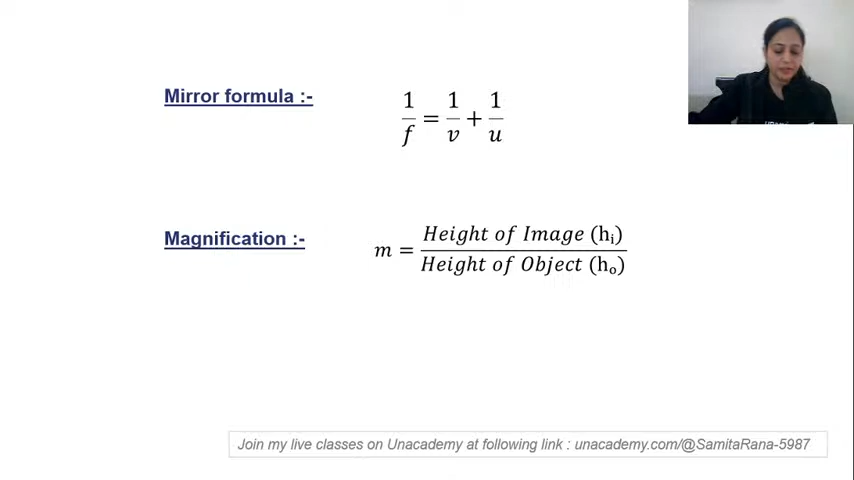 Mirror formula :-
1/f = 1/v + 1/u
Magnification :-
m = Height of Image (hᵢ) / Height of Object (hₒ)
Join my live classes on Unacademy at following link : unacademy.com/@SamitaRana-5987